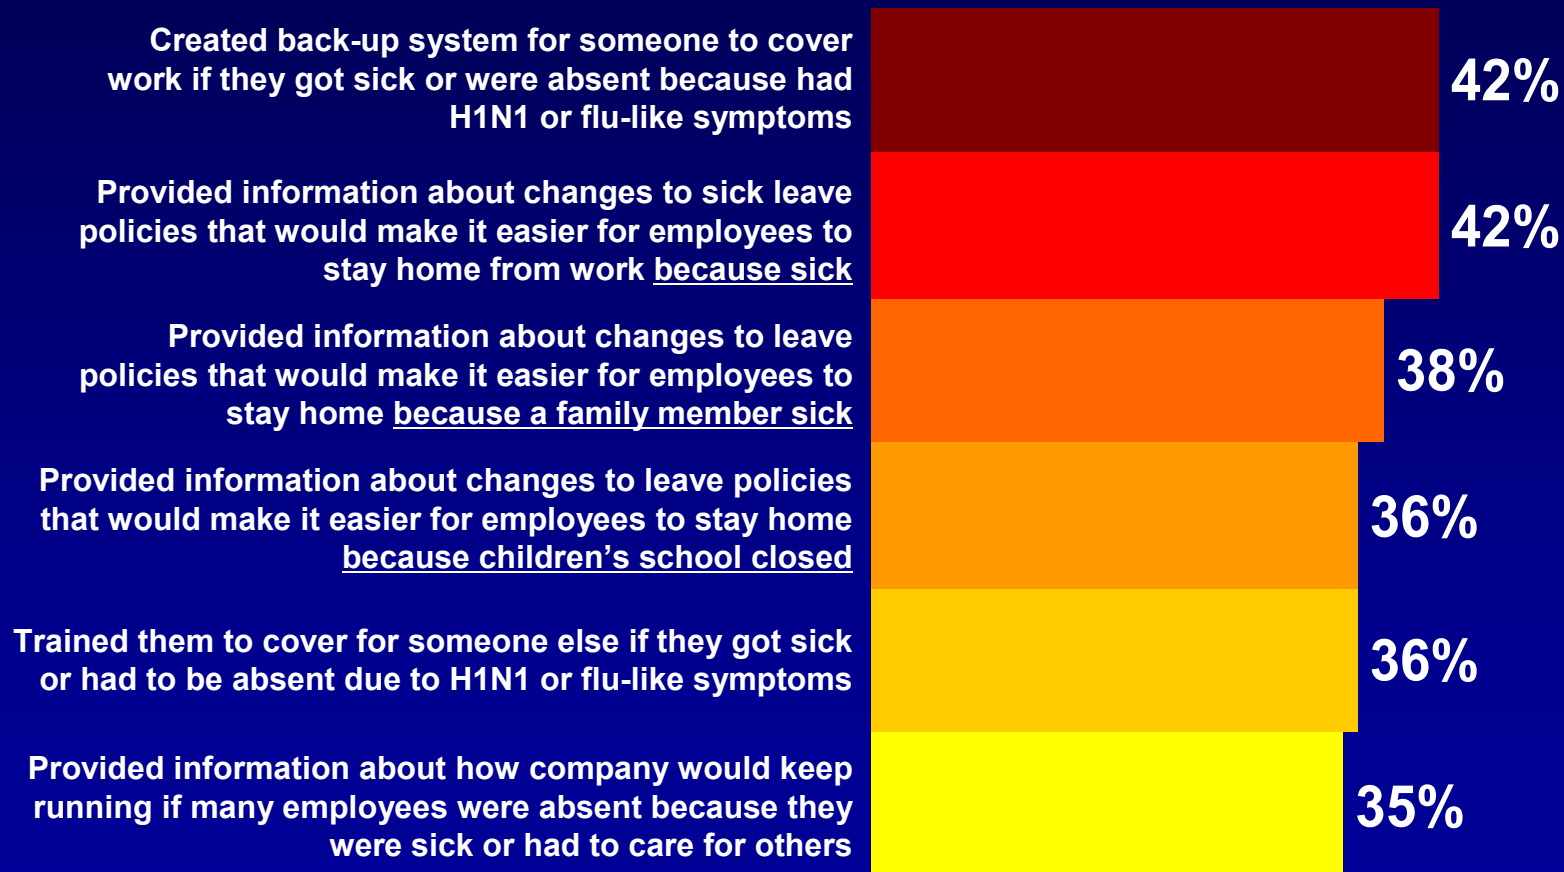 Created back-up system for someone to cover
work if they got sick or were absent because had
H1N1 or flu-like symptoms
42%
Provided information about changes to sick leave
policies that would make it easier for employees to
stay home from work because sick
42%
Provided information about changes to leave
policies that would make it easier for employees to
stay home because a family member sick
38%
Provided information about changes to leave policies
that would make it easier for employees to stay home
because children’s school closed
36%
Trained them to cover for someone else if they got sick
or had to be absent due to H1N1 or flu-like symptoms
36%
Provided information about how company would keep
running if many employees were absent because they
were sick or had to care for others
35%